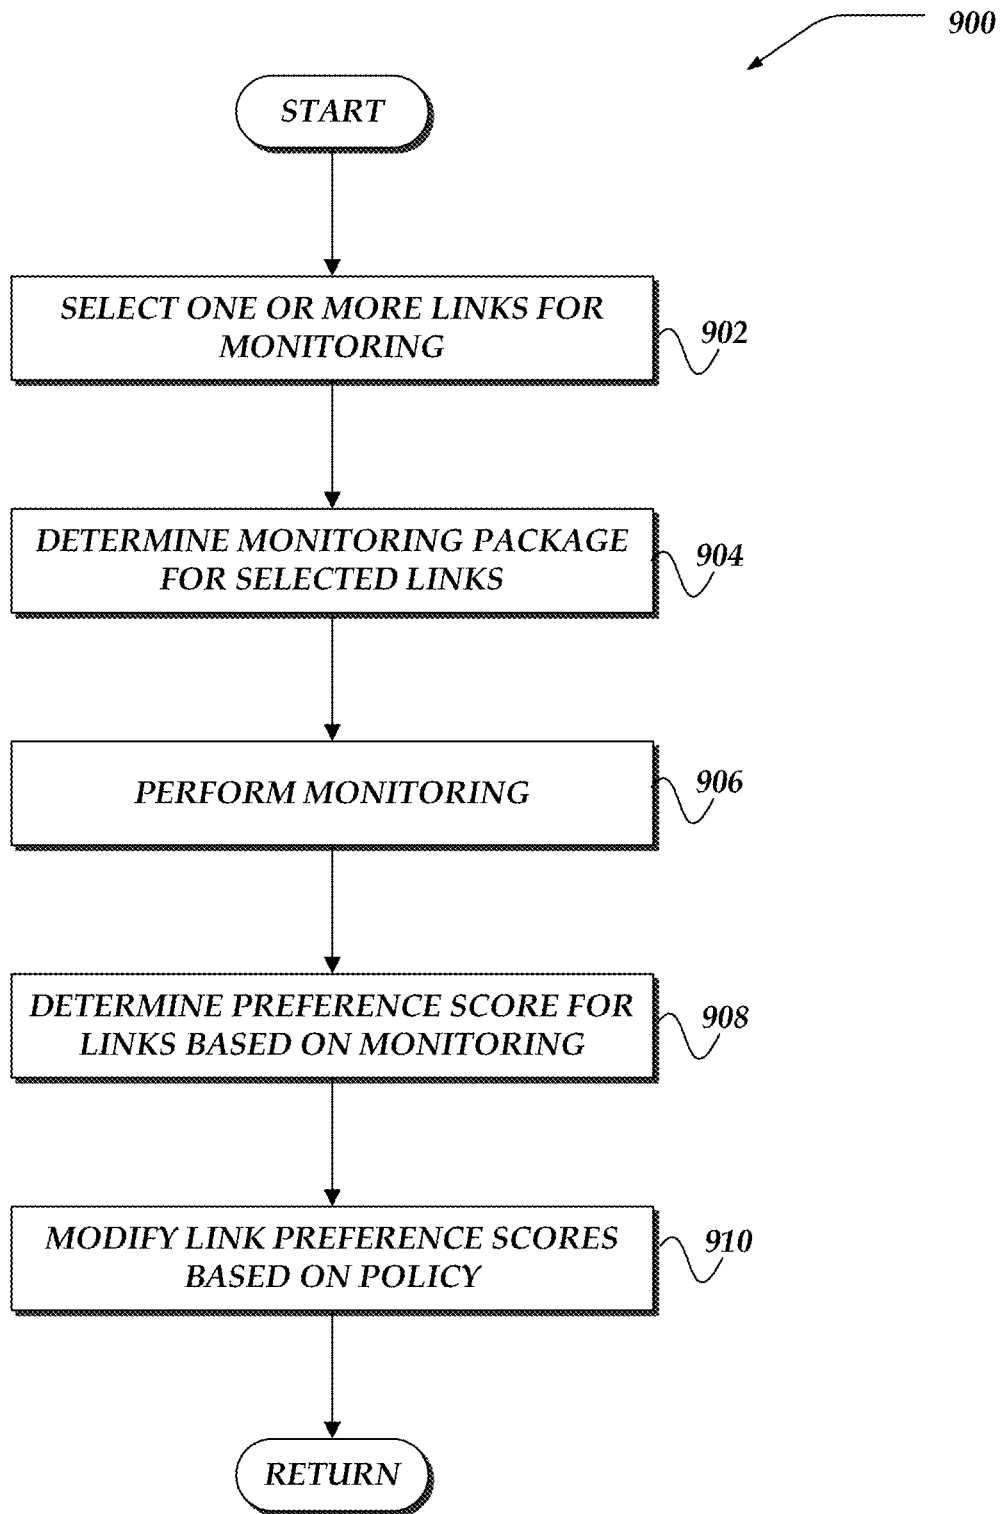 900
START
SELECT ONE OR MORE LINKS FOR
MONITORING
902
DETERMINE MONITORING PACKAGE
FOR SELECTED LINKS
904
PERFORM MONITORING
906
DETERMINE PREFERENCE SCORE FOR
LINKS BASED ON MONITORING
908
MODIFY LINK PREFERENCE SCORES
BASED ON POLICY
910
RETURN